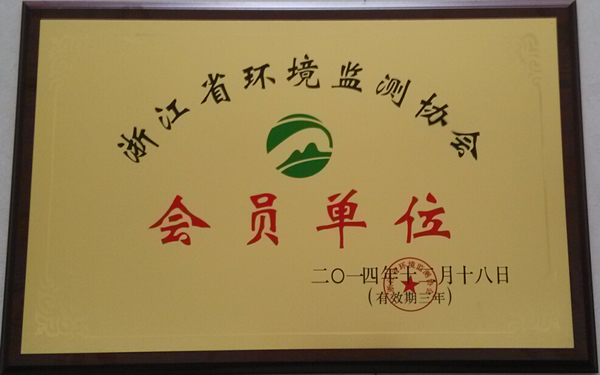 浙江省环境监测协会
会员单位
二〇一四年十二月十八日
(有效期三年)